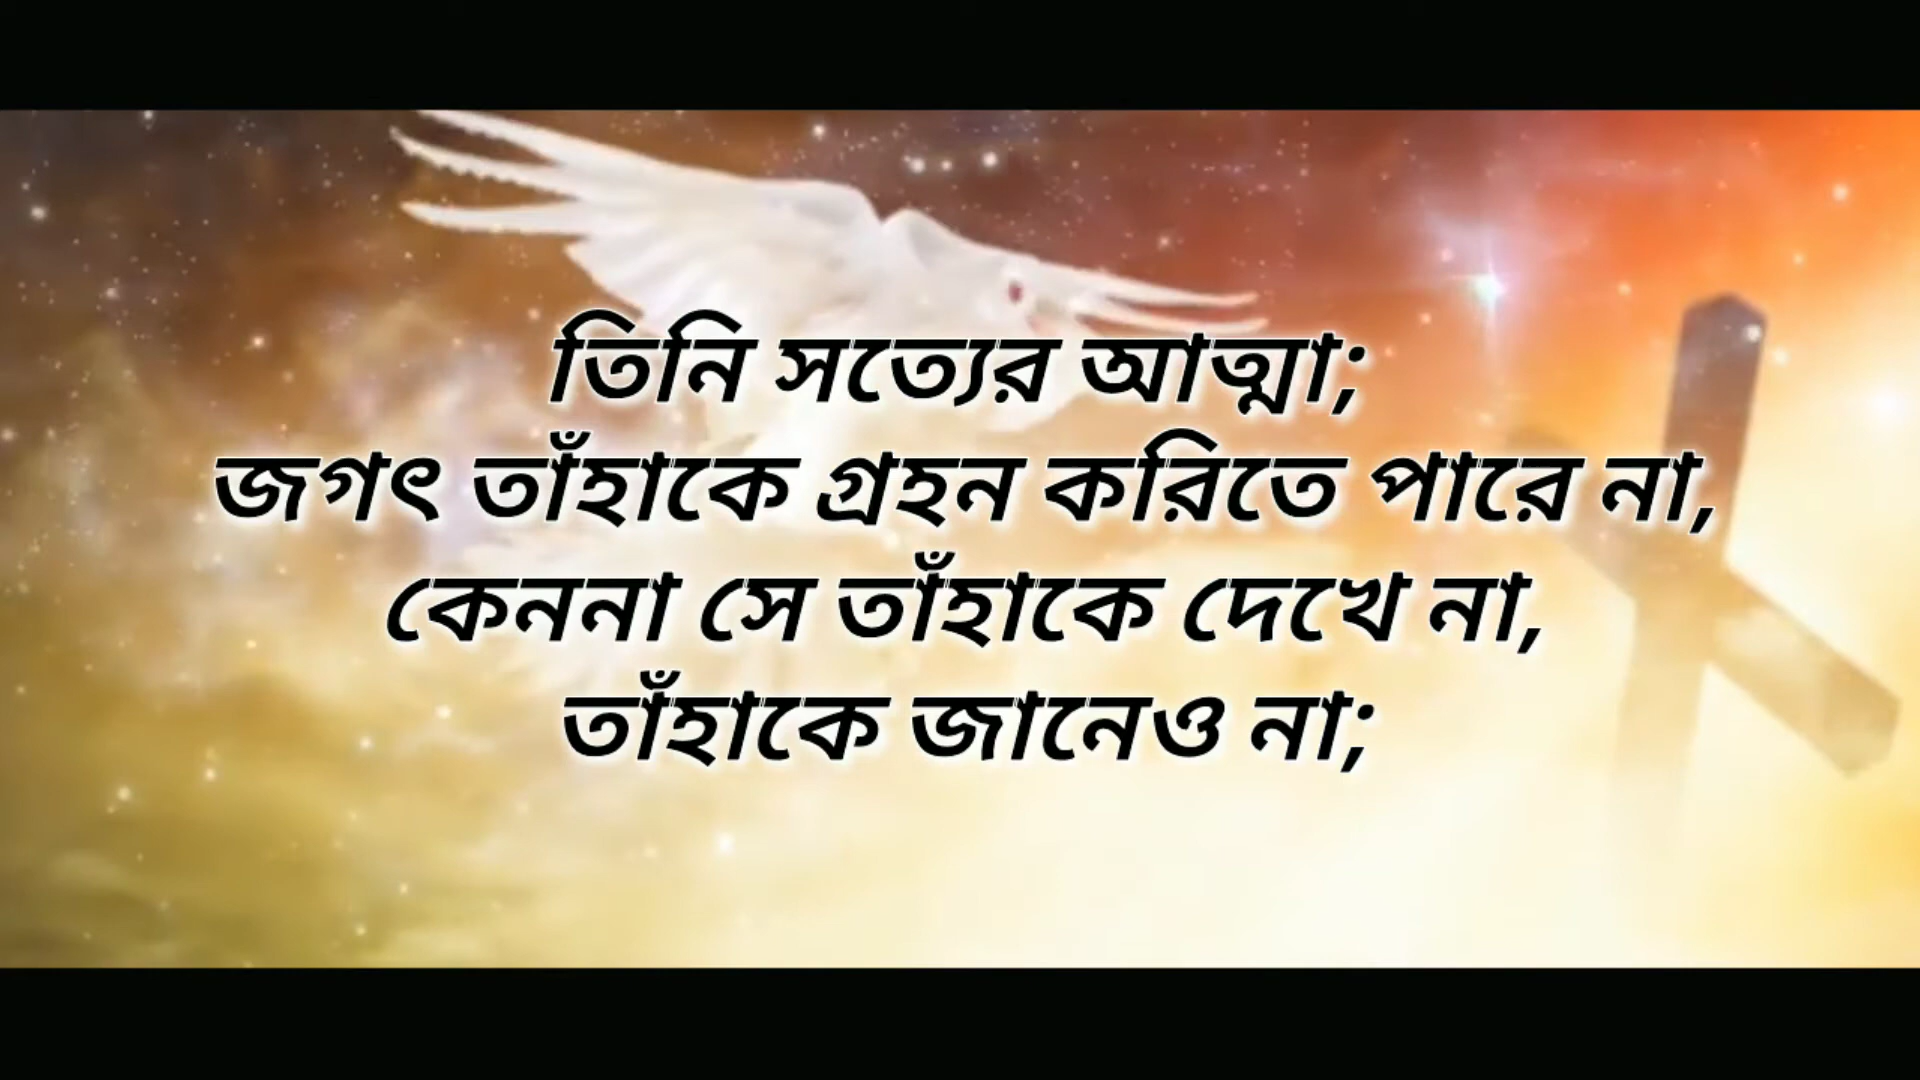 তিনি সত্যের আত্মা;
জগৎ তাঁহাকে গ্রহন করিতে পারে না,
কেননা সে তাঁহাকে দেখে না,
তাঁহাকে জানেও না;